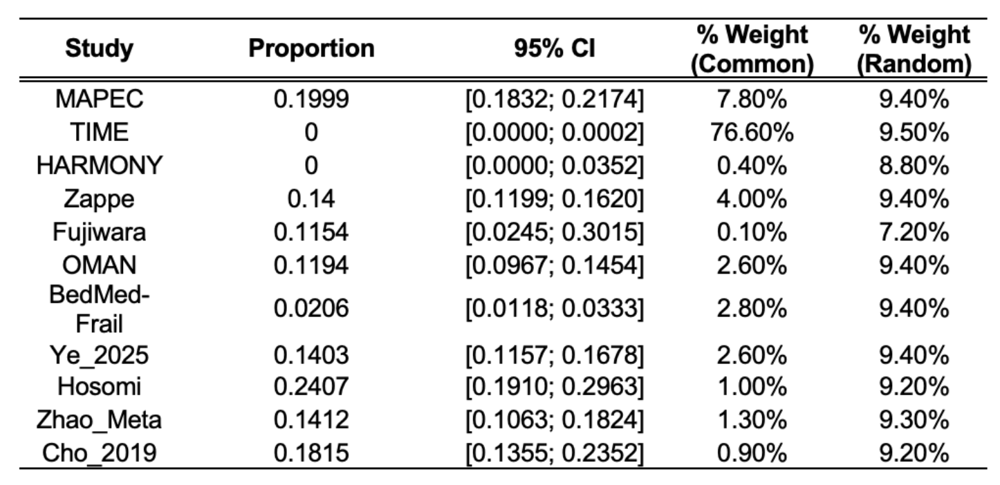 Study Proportion 95% CI % Weight (Common) % Weight (Random)
MAPEC 0.1999 [0.1832; 0.2174] 7.80% 9.40%
TIME 0 [0.0000; 0.0002] 76.60% 9.50%
HARMONY 0 [0.0000; 0.0352] 0.40% 8.80%
Zappe 0.14 [0.1199; 0.1620] 4.00% 9.40%
Fujiwara 0.1154 [0.0245; 0.3015] 0.10% 7.20%
OMAN 0.1194 [0.0967; 0.1454] 2.60% 9.40%
BedMed-Frail 0.0206 [0.0118; 0.0333] 2.80% 9.40%
Ye_2025 0.1403 [0.1157; 0.1678] 2.60% 9.40%
Hosomi 0.2407 [0.1910; 0.2963] 1.00% 9.20%
Zhao_Meta 0.1412 [0.1063; 0.1824] 1.30% 9.30%
Cho_2019 0.1815 [0.1355; 0.2352] 0.90% 9.20%